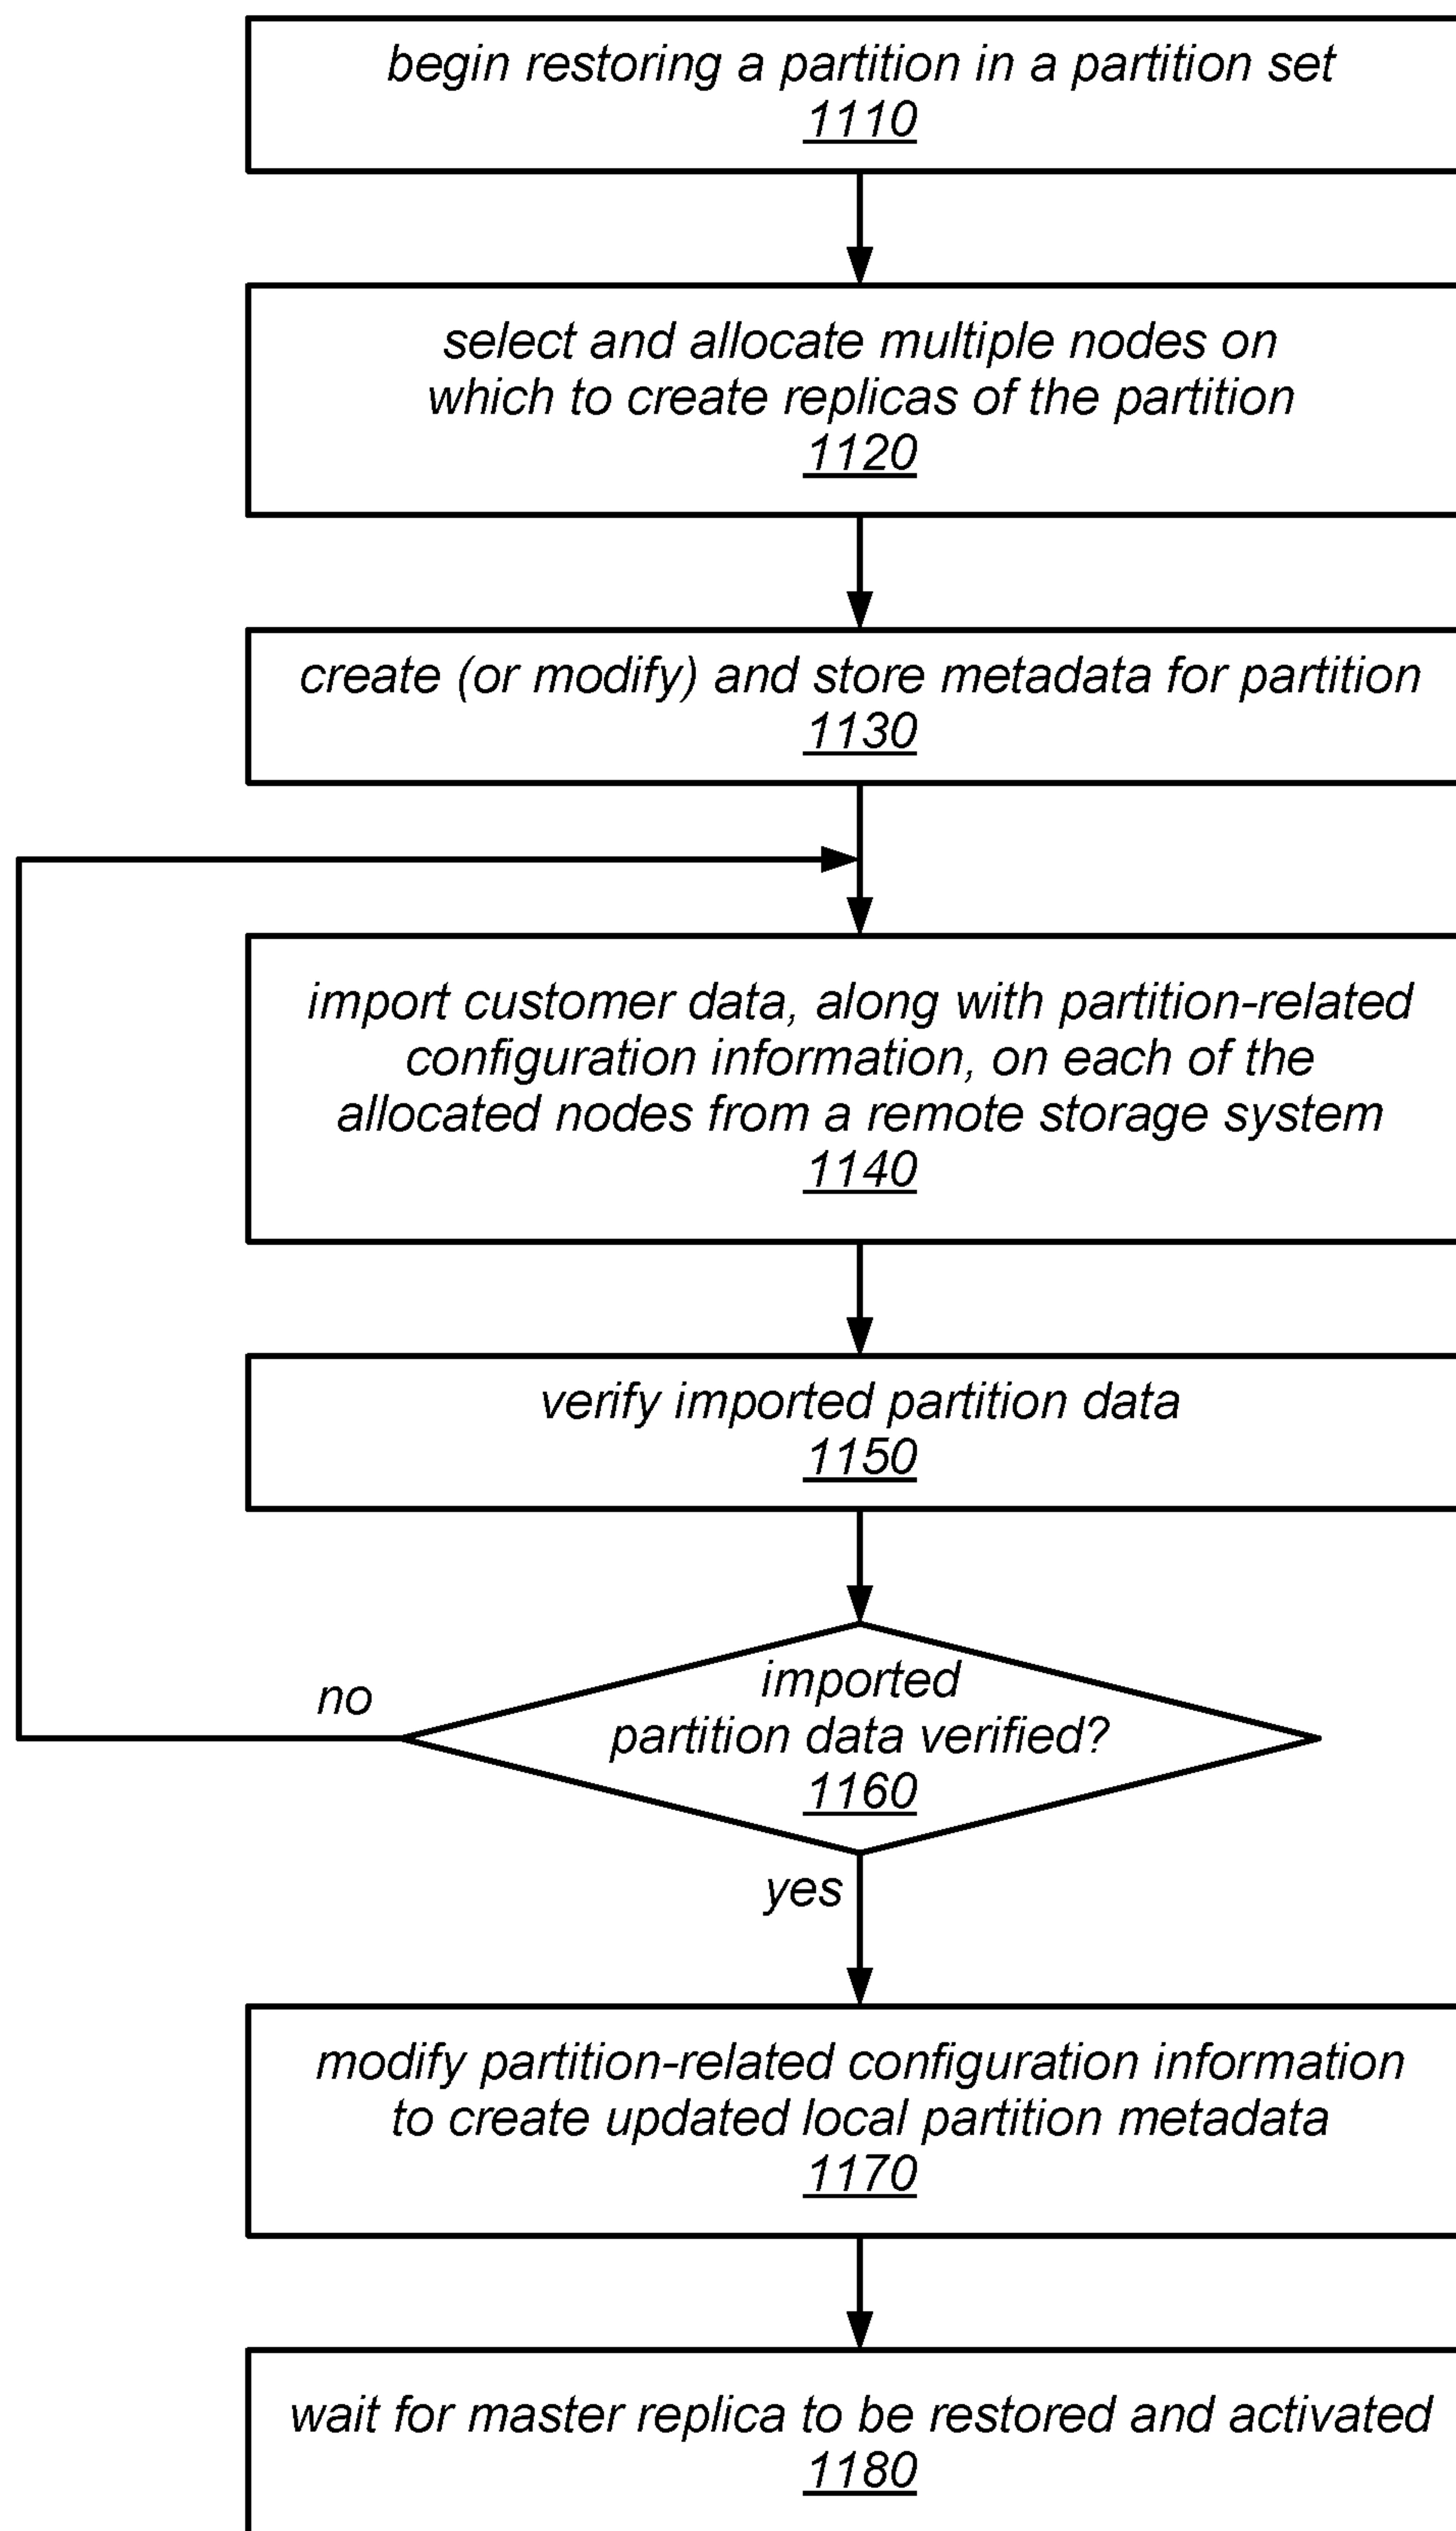 begin restoring a partition in a partition set
1110
select and allocate multiple nodes on
which to create replicas of the partition
1120
create (or modify) and store metadata for partition
1130
import customer data, along with partition-related
configuration information, on each of the
allocated nodes from a remote storage system
1140
verify imported partition data
1150
imported
partition data verified?
1160
no
yes
modify partition-related configuration information
to create updated local partition metadata
1170
wait for master replica to be restored and activated
1180